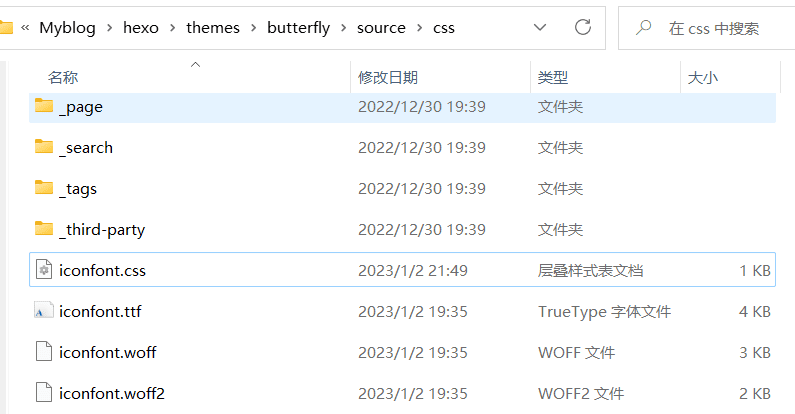 « Myblog > hexo > themes > butterfly > source > css
在 css 中搜索
名称 修改日期 类型 大小
_page 2022/12/30 19:39 文件夹
_search 2022/12/30 19:39 文件夹
_tags 2022/12/30 19:39 文件夹
_third-party 2022/12/30 19:39 文件夹
iconfont.css 2023/1/2 21:49 层叠样式表文档 1 KB
iconfont.ttf 2023/1/2 19:35 TrueType 字体文件 4 KB
iconfont.woff 2023/1/2 19:35 WOFF 文件 3 KB
iconfont.woff2 2023/1/2 19:35 WOFF2 文件 2 KB